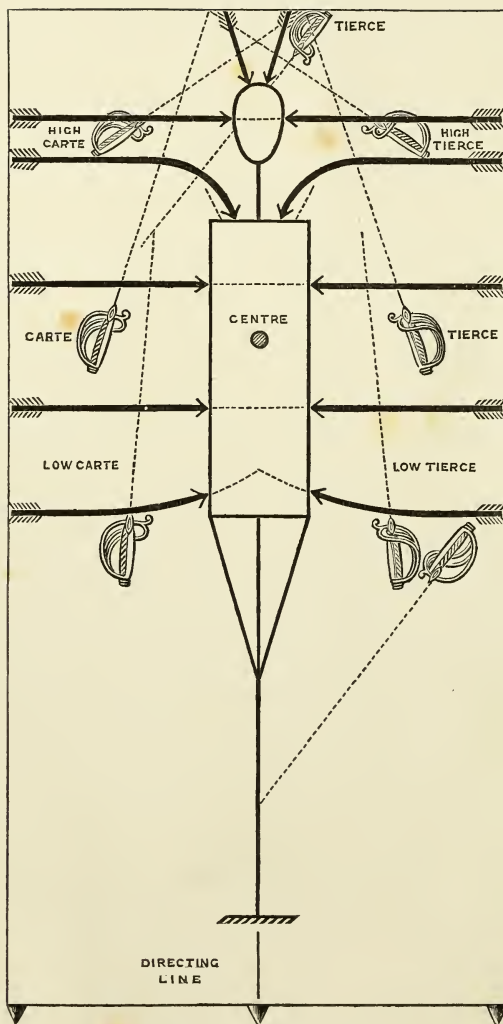 TIERCE
HIGH
CARTE
HIGH
TIERCE
CENTRE
CARTE
TIERCE
LOW CARTE
LOW TIERCE
DIRECTING
LINE